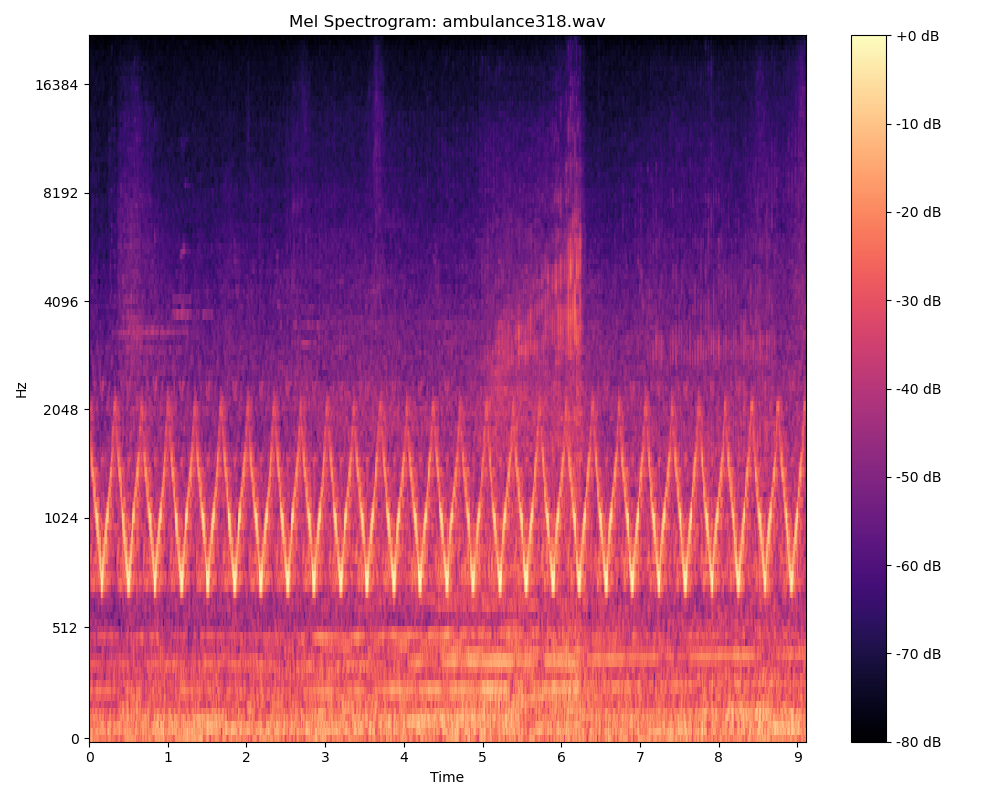 Mel Spectrogram: ambulance318.wav
+0 dB
16384
-10 dB
8192
-20 dB
4096
-30 dB
Hz
-40 dB
2048
-50 dB
1024
-60 dB
512
-70 dB
0
-80 dB
0 1 2 3 4 5 6 7 8 9
Time